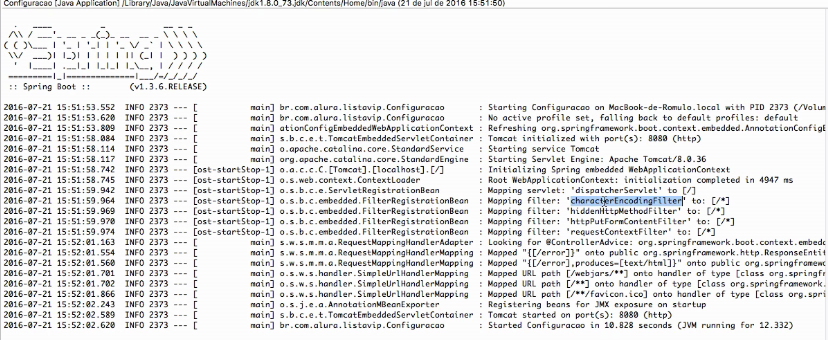 Configuracao [Java Application] /Library/Java/JavaVirtualMachines/jdk1.8.0_73.jdk/Contents/Home/bin/java (21 de jul de 2016 15:51:50)
:: Spring Boot :: (v1.3.6.RELEASE)
2016-07-21 15:51:53.552 INFO 2373 --- [ main] br.com.alura.listavip.Configuracao : Starting Configuracao on MacBook-de-Romulo.local with PID 2373 (/Volum
2016-07-21 15:51:53.620 INFO 2373 --- [ main] br.com.alura.listavip.Configuracao : No active profile set, falling back to default profiles: default
2016-07-21 15:51:53.809 INFO 2373 --- [ main] ationConfigEmbeddedWebApplicationContext : Refreshing org.springframework.boot.context.embedded.AnnotationConfigE
2016-07-21 15:51:58.084 INFO 2373 --- [ main] s.b.c.e.t.TomcatEmbeddedServletContainer : Tomcat initialized with port(s): 8080 (http)
2016-07-21 15:51:58.114 INFO 2373 --- [ main] o.apache.catalina.core.StandardService : Starting service Tomcat
2016-07-21 15:51:58.117 INFO 2373 --- [ main] org.apache.catalina.core.StandardEngine : Starting Servlet Engine: Apache Tomcat/8.0.36
2016-07-21 15:51:58.742 INFO 2373 --- [ost-startStop-1] o.a.c.c.C.[Tomcat].[localhost].[/] : Initializing Spring embedded WebApplicationContext
2016-07-21 15:51:58.745 INFO 2373 --- [ost-startStop-1] o.s.web.context.ContextLoader : Root WebApplicationContext: initialization completed in 4947 ms
2016-07-21 15:51:59.942 INFO 2373 --- [ost-startStop-1] o.s.b.c.e.ServletRegistrationBean : Mapping servlet: 'dispatcherServlet' to [/]
2016-07-21 15:51:59.964 INFO 2373 --- [ost-startStop-1] o.s.b.c.embedded.FilterRegistrationBean : Mapping filter: 'characterEncodingFilter' to: [/*]
2016-07-21 15:51:59.970 INFO 2373 --- [ost-startStop-1] o.s.b.c.embedded.FilterRegistrationBean : Mapping filter: 'hiddenHttpMethodFilter' to: [/*]
2016-07-21 15:51:59.970 INFO 2373 --- [ost-startStop-1] o.s.b.c.embedded.FilterRegistrationBean : Mapping filter: 'httpPutFormContentFilter' to: [/*]
2016-07-21 15:51:59.974 INFO 2373 --- [ost-startStop-1] o.s.b.c.embedded.FilterRegistrationBean : Mapping filter: 'requestContextFilter' to: [/*]
2016-07-21 15:52:01.163 INFO 2373 --- [ main] s.w.s.m.m.a.RequestMappingHandlerAdapter : Looking for @ControllerAdvice: org.springframework.boot.context.embedd
2016-07-21 15:52:01.554 INFO 2373 --- [ main] s.w.s.m.m.a.RequestMappingHandlerMapping : Mapped "{[/error]}" onto public org.springframework.http.ResponseEntit
2016-07-21 15:52:01.560 INFO 2373 --- [ main] s.w.s.m.m.a.RequestMappingHandlerMapping : Mapped "{[/error],produces=[text/html]}" onto public org.springframewo
2016-07-21 15:52:01.701 INFO 2373 --- [ main] o.s.w.s.handler.SimpleUrlHandlerMapping : Mapped URL path [/webjars/**] onto handler of type [class org.springfr
2016-07-21 15:52:01.702 INFO 2373 --- [ main] o.s.w.s.handler.SimpleUrlHandlerMapping : Mapped URL path [/**] onto handler of type [class org.springframework.
2016-07-21 15:52:01.866 INFO 2373 --- [ main] o.s.w.s.handler.SimpleUrlHandlerMapping : Mapped URL path [/**/favicon.ico] onto handler of type [class org.spri
2016-07-21 15:52:02.243 INFO 2373 --- [ main] o.s.j.e.a.AnnotationMBeanExporter : Registering beans for JMX exposure on startup
2016-07-21 15:52:02.589 INFO 2373 --- [ main] s.b.c.e.t.TomcatEmbeddedServletContainer : Tomcat started on port(s): 8080 (http)
2016-07-21 15:52:02.620 INFO 2373 --- [ main] br.com.alura.listavip.Configuracao : Started Configuracao in 10.828 seconds (JVM running for 12.332)